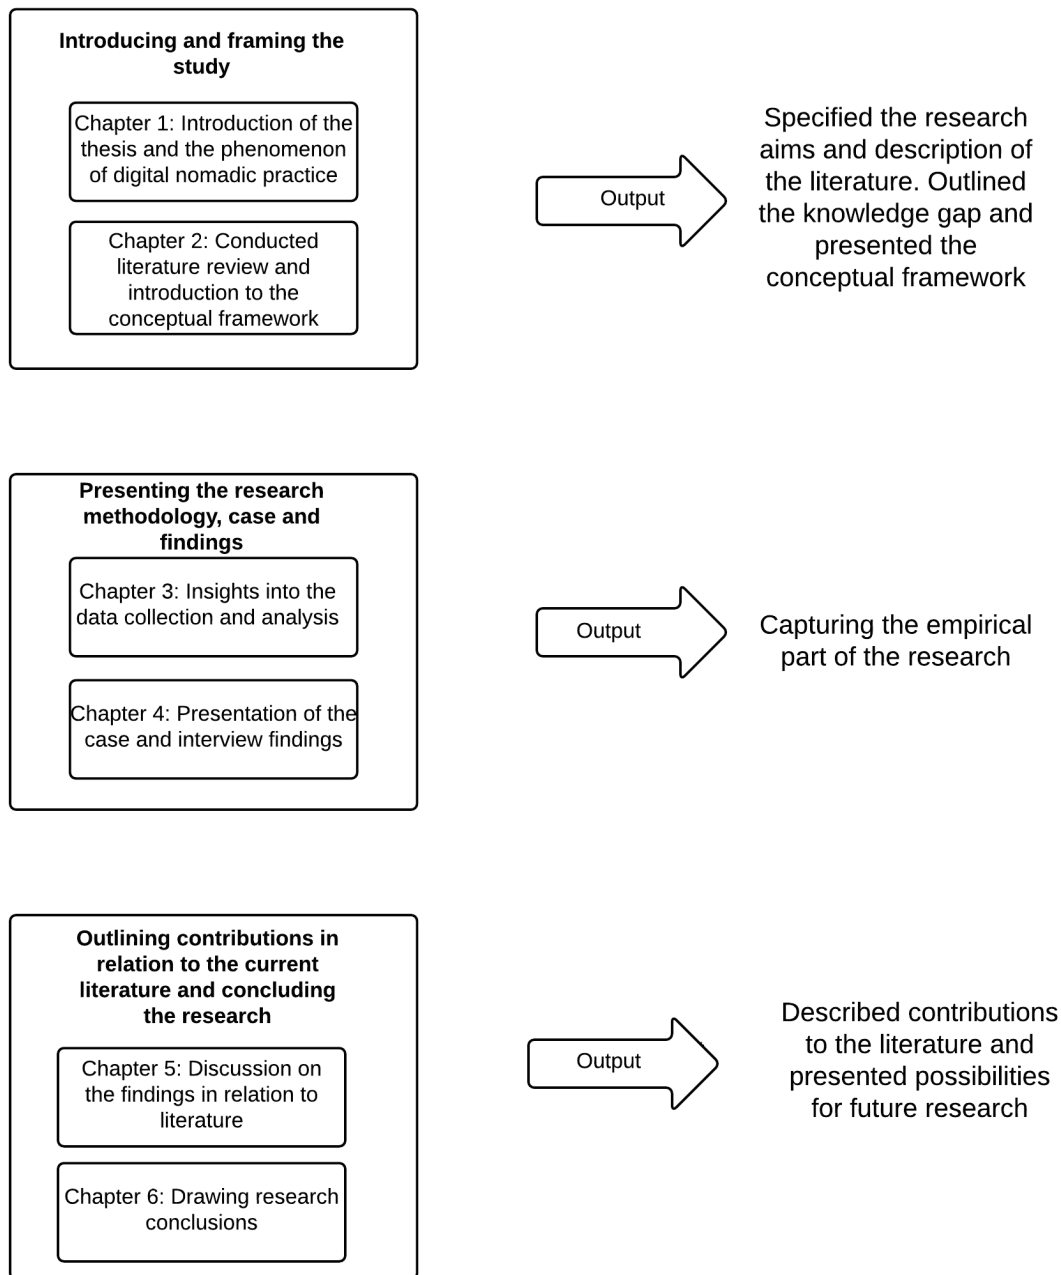 Introducing and framing the
study
Chapter 1: Introduction of the
thesis and the phenomenon
of digital nomadic practice
Chapter 2: Conducted
literature review and
introduction to the
conceptual framework
Output
Specified the research
aims and description of
the literature. Outlined
the knowledge gap and
presented the
conceptual framework
Presenting the research
methodology, case and
findings
Chapter 3: Insights into the
data collection and analysis
Chapter 4: Presentation of the
case and interview findings
Output
Capturing the empirical
part of the research
Outlining contributions in
relation to the current
literature and concluding
the research
Chapter 5: Discussion on
the findings in relation to
literature
Chapter 6: Drawing research
conclusions
Output
Described contributions
to the literature and
presented possibilities
for future research